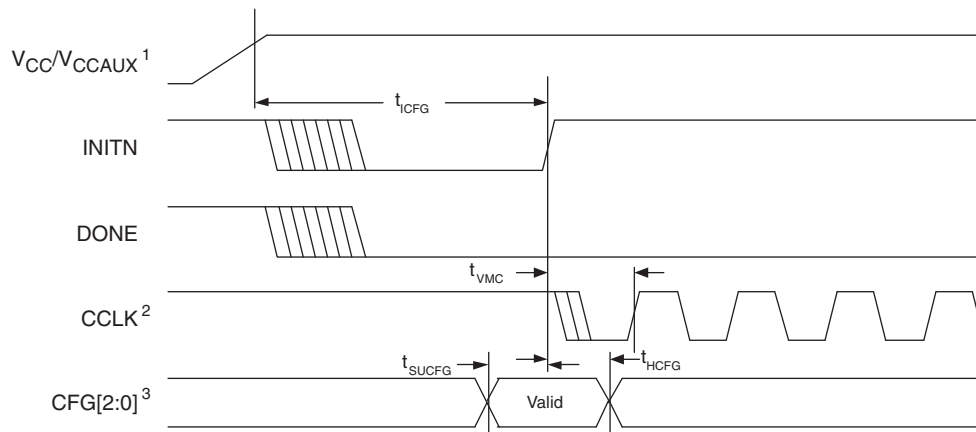 VCC/VCCAUX 1
tICFG
INITN
DONE
tVMC
CCLK 2
tSUCFG
tHCFG
CFG[2:0] 3
Valid